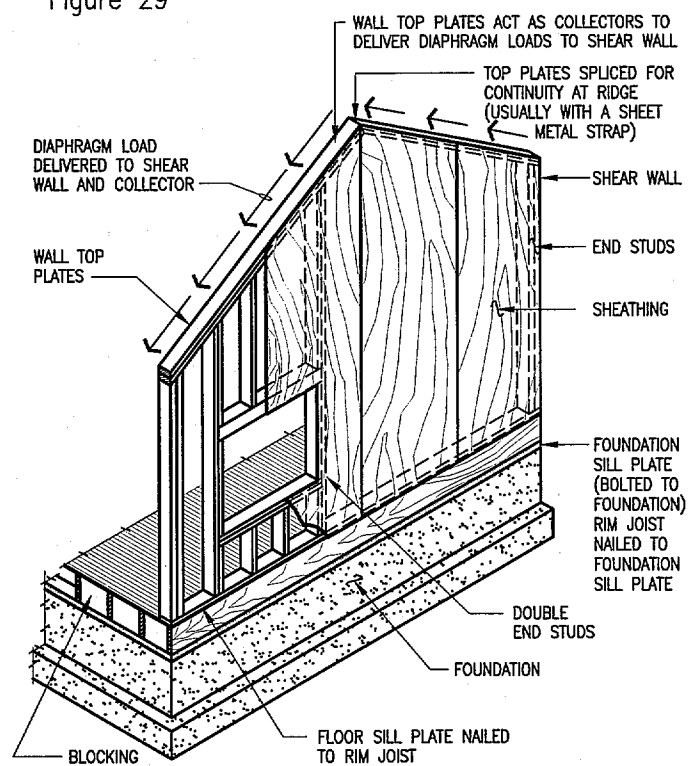 Figure 29
WALL TOP PLATES ACT AS COLLECTORS TO
DELIVER DIAPHRAGM LOADS TO SHEAR WALL
TOP PLATES SPLICED FOR
CONTINUITY AT RIDGE
(USUALLY WITH A SHEET
METAL STRAP)
DIAPHRAGM LOAD
DELIVERED TO SHEAR
WALL AND COLLECTOR
SHEAR WALL
WALL TOP
PLATES
END STUDS
SHEATHING
FOUNDATION
SILL PLATE
(BOLTED TO
FOUNDATION)
RIM JOIST
NAILED TO
FOUNDATION
SILL PLATE
DOUBLE
END STUDS
FOUNDATION
FLOOR SILL PLATE NAILED
TO RIM JOIST
BLOCKING